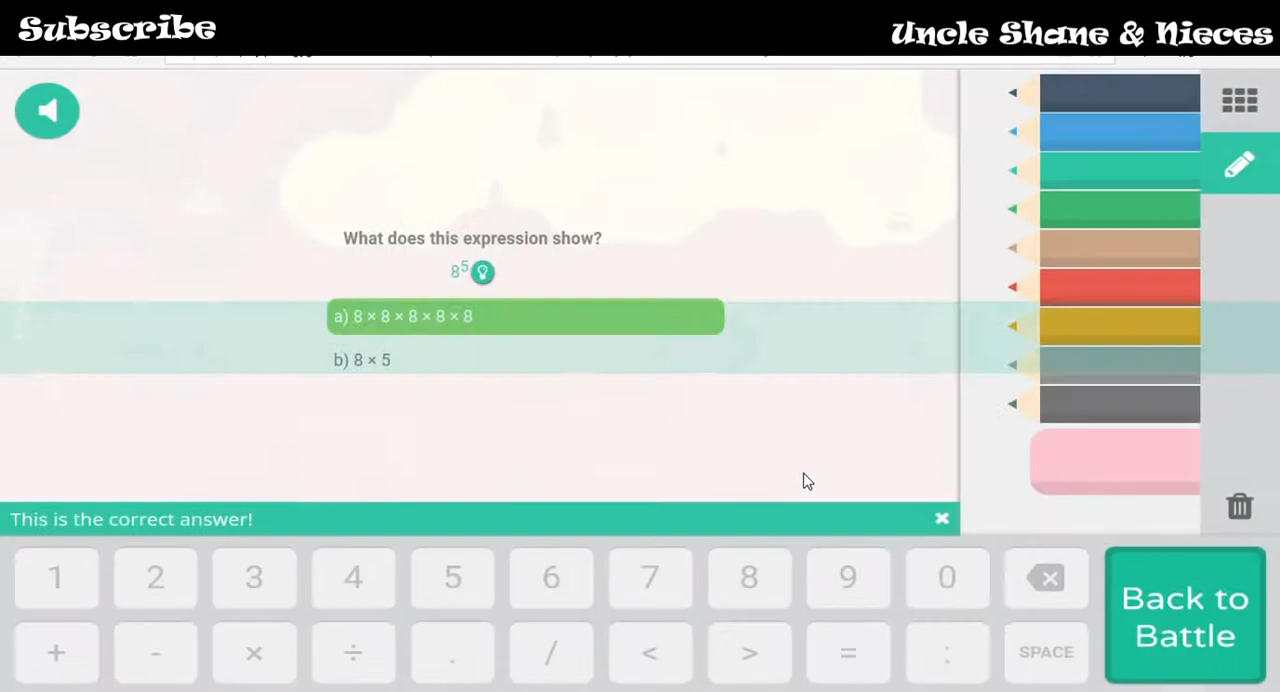 Subscribe
Uncle Shane & Nieces
What does this expression show?
8⁵
a) 8 × 8 × 8 × 8 × 8
b) 8 × 5
This is the correct answer!
1 2 3 4 5 6 7 8 9 0
+ - × ÷ . / < > = : SPACE
Back to
Battle